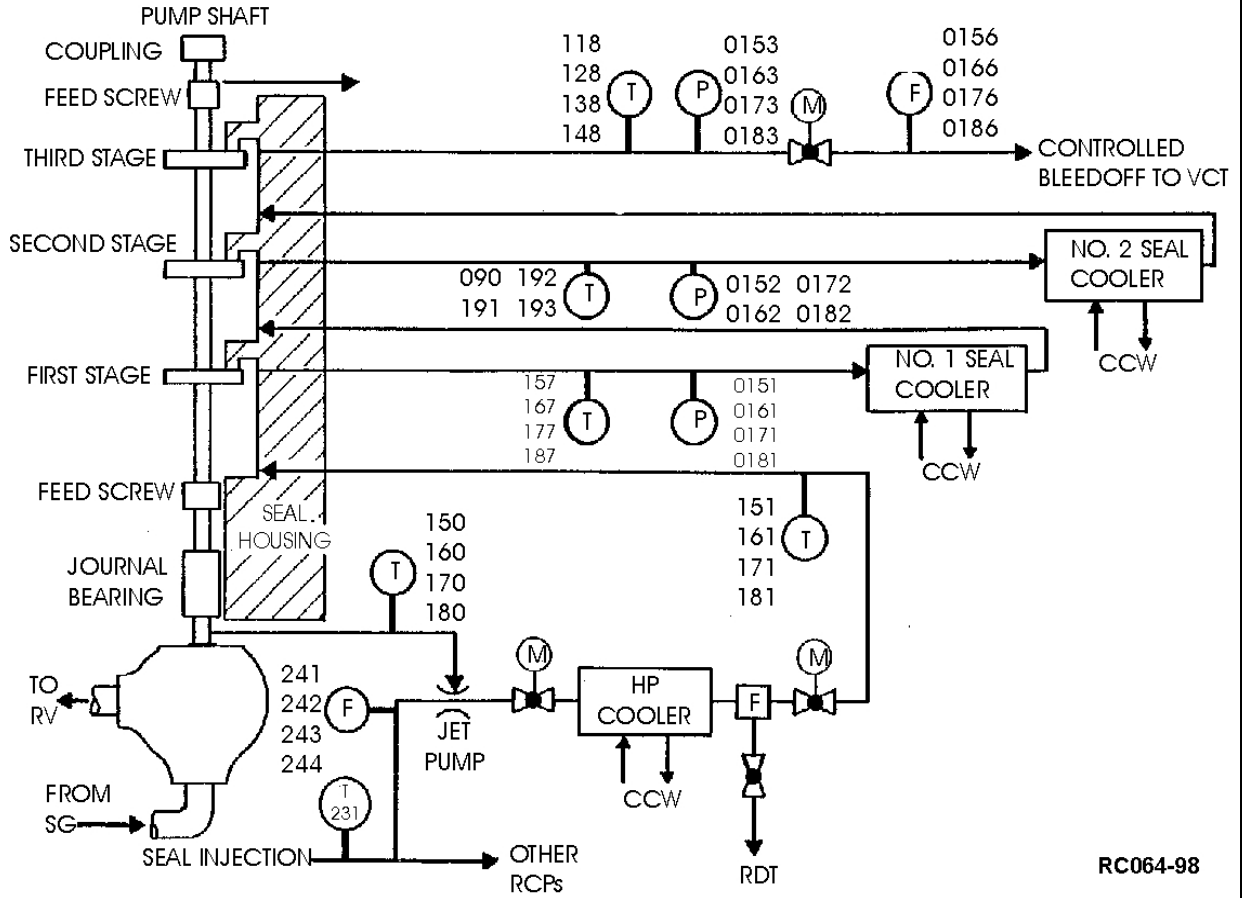 PUMP SHAFT
COUPLING
FEED SCREW
THIRD STAGE
SECOND STAGE
FIRST STAGE
FEED SCREW
JOURNAL
BEARING
SEAL
HOUSING
TO
RV
FROM
SG
118
128
138
148
T
0153
0163
0173
0183
P
M
F
0156
0166
0176
0186
CONTROLLED
BLEEDOFF TO VCT
090 192
191 193
T
P
0152 0172
0162 0182
NO. 2 SEAL
COOLER
CCW
157
167
177
187
T
P
0151
0161
0171
0181
NO. 1 SEAL
COOLER
CCW
150
160
170
180
T
151
161
171
181
T
241
242
243
244
F
JET
PUMP
M
HP
COOLER
CCW
F
M
RDT
T
231
SEAL INJECTION
OTHER
RCPs
RC064-98